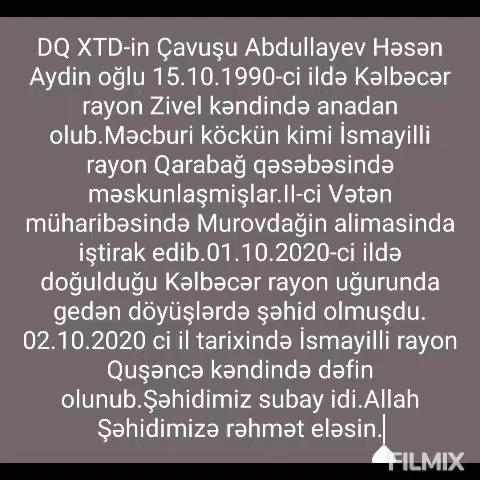 DQ XTD-in Çavuşu Abdullayev Həsən
Aydin oğlu 15.10.1990-ci ildə Kəlbəcər
rayon Zivel kəndində anadan
olub.Məcburi köckün kimi İsmayilli
rayon Qarabağ qəsəbəsində
məskunlaşmişlar.II-ci Vətən
müharibəsində Murovdağin alimasinda
iştirak edib.01.10.2020-ci ildə
doğulduğu Kəlbəcər rayon uğurunda
gedən döyüşlərdə şəhid olmuşdu.
02.10.2020 ci il tarixində İsmayilli rayon
Quşəncə kəndində dəfin
olunub.Şəhidimiz subay idi.Allah
Şəhidimizə rəhmət eləsin.
FILMIX